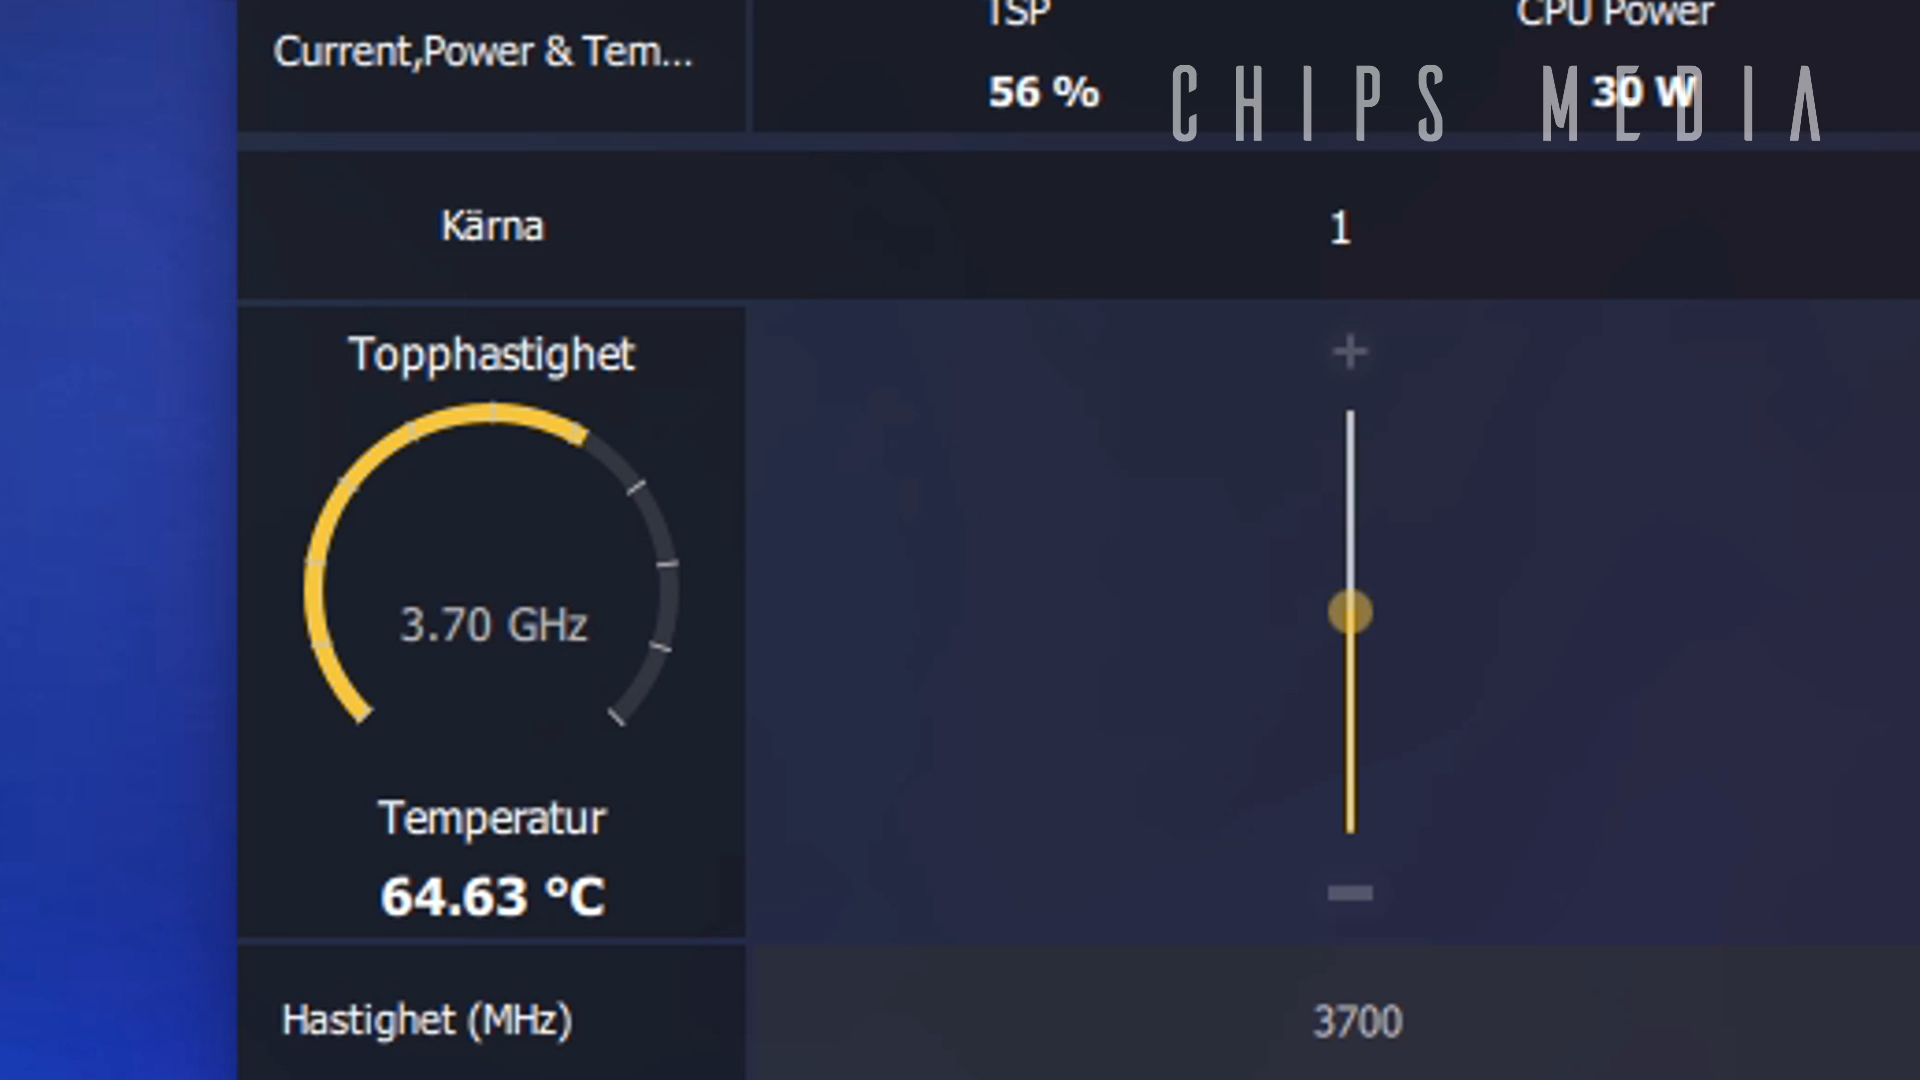 TSP
CPU Power
Current,Power & Tem...
56 %
30 W
CHIPS MEDIA
Kärna
1
Topphastighet
3.70 GHz
Temperatur
64.63 °C
Hastighet (MHz)
3700